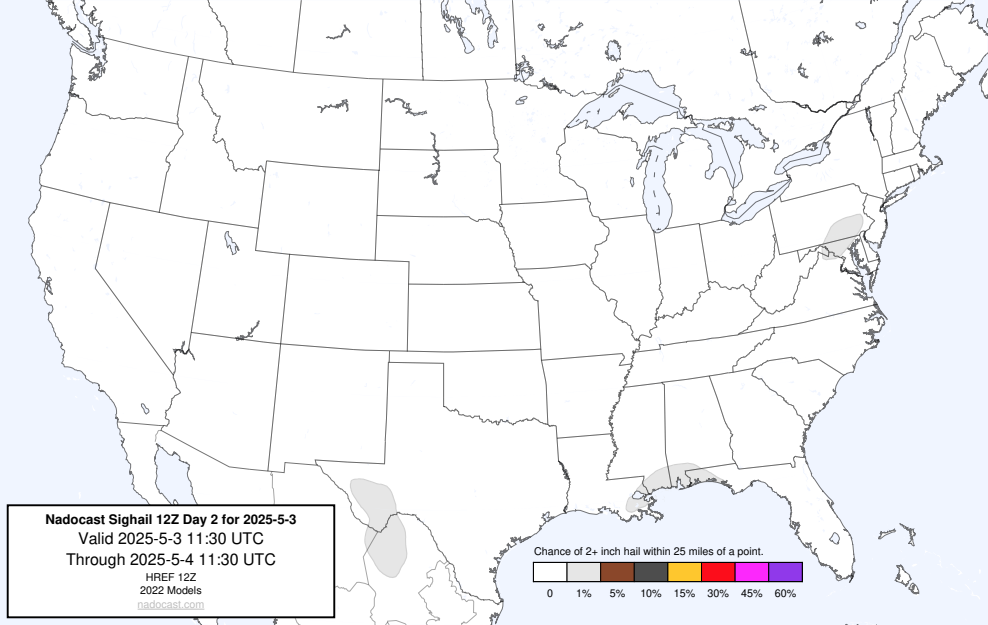 Nadocast Sighail 12Z Day 2 for 2025-5-3
Valid 2025-5-3 11:30 UTC
Through 2025-5-4 11:30 UTC
HREF 12Z
2022 Models
nadocast.com
Chance of 2+ inch hail within 25 miles of a point.
0 1% 5% 10% 15% 30% 45% 60%